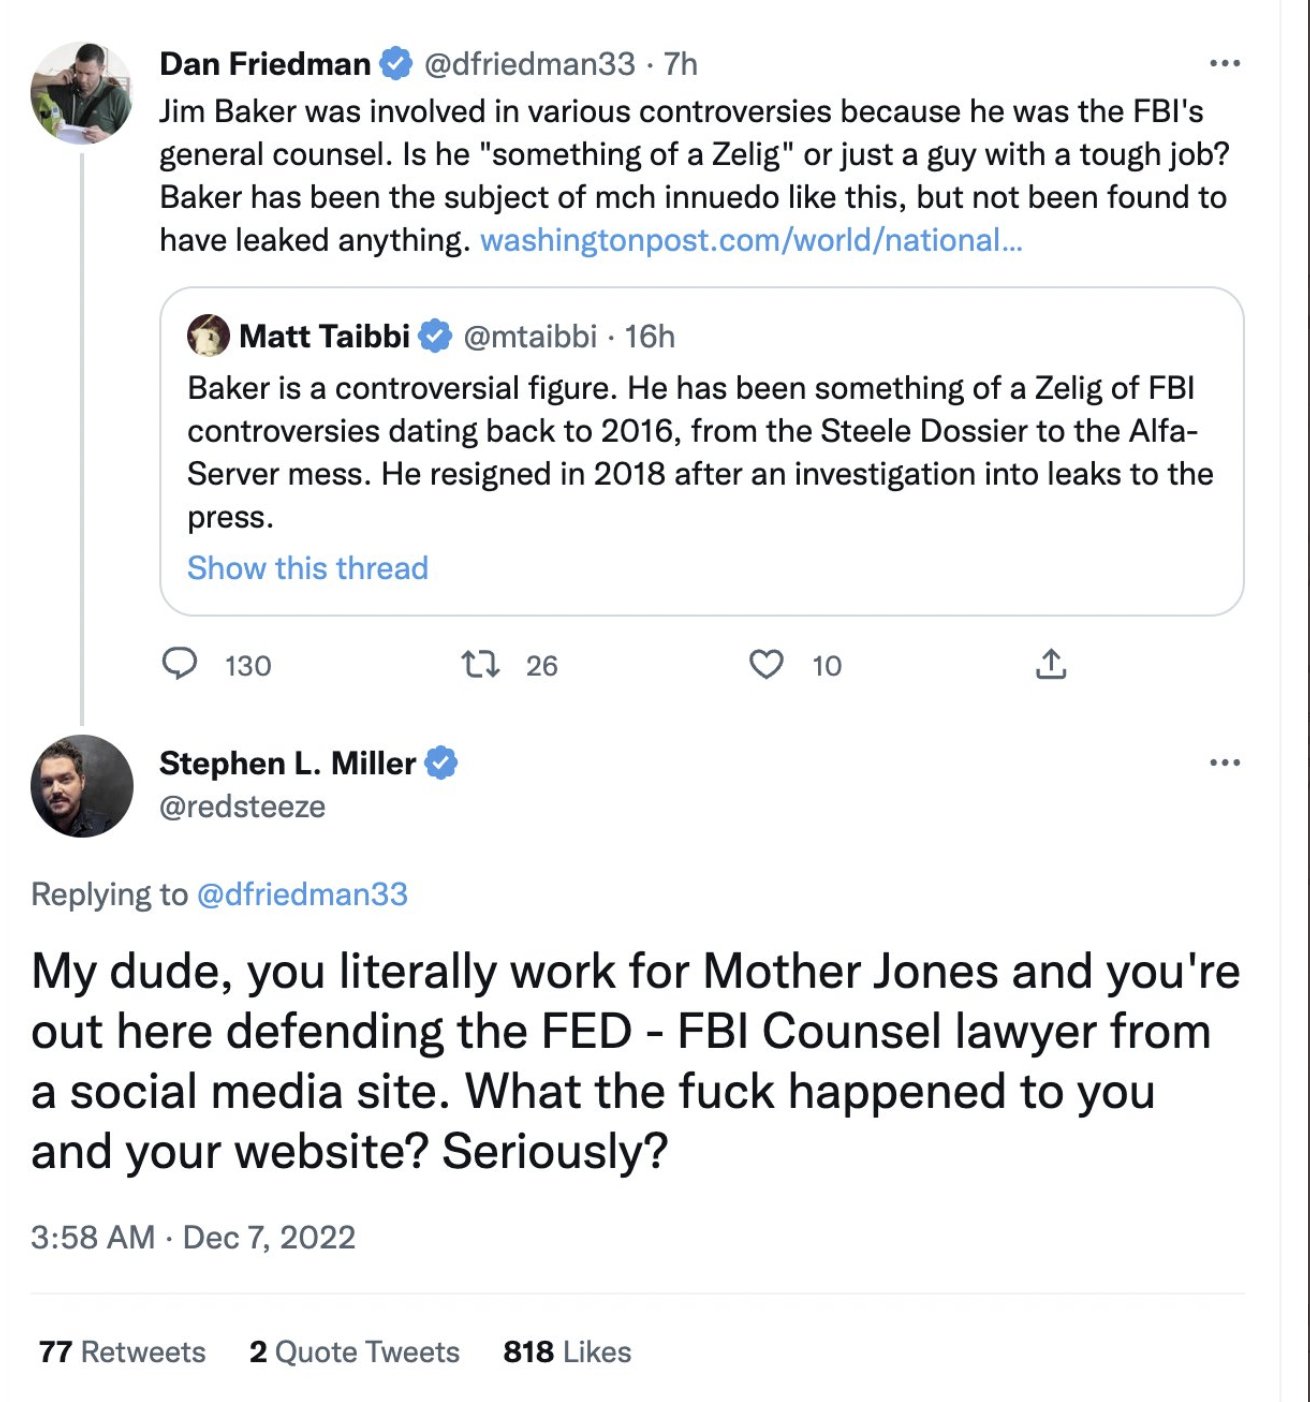 Dan Friedman @dfriedman33 · 7h
Jim Baker was involved in various controversies because he was the FBI's
general counsel. Is he "something of a Zelig" or just a guy with a tough job?
Baker has been the subject of mch innuedo like this, but not been found to
have leaked anything. washingtonpost.com/world/national...
Matt Taibbi @mtaibbi · 16h
Baker is a controversial figure. He has been something of a Zelig of FBI
controversies dating back to 2016, from the Steele Dossier to the Alfa-
Server mess. He resigned in 2018 after an investigation into leaks to the
press.
Show this thread
130 26 10
Stephen L. Miller
@redsteeze
Replying to @dfriedman33
My dude, you literally work for Mother Jones and you're
out here defending the FED - FBI Counsel lawyer from
a social media site. What the fuck happened to you
and your website? Seriously?
3:58 AM · Dec 7, 2022
77 Retweets 2 Quote Tweets 818 Likes